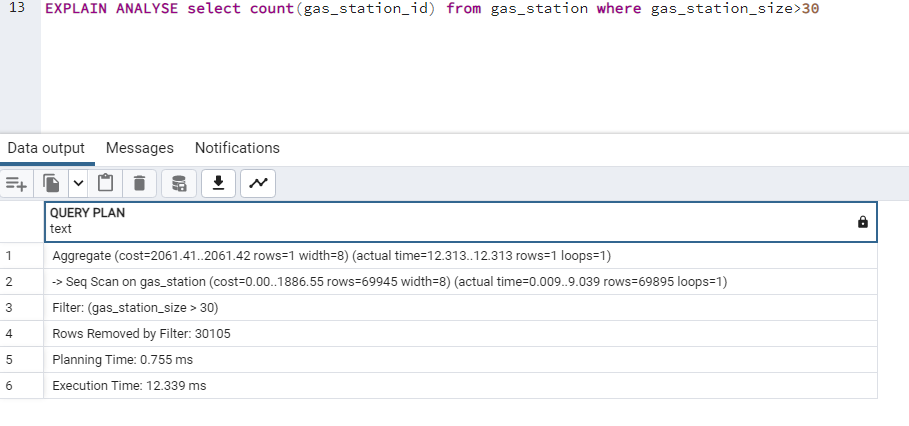 13 EXPLAIN ANALYSE select count(gas_station_id) from gas_station where gas_station_size>30
Data output Messages Notifications
QUERY PLAN
text
1 Aggregate (cost=2061.41..2061.42 rows=1 width=8) (actual time=12.313..12.313 rows=1 loops=1)
2 -> Seq Scan on gas_station (cost=0.00..1886.55 rows=69945 width=8) (actual time=0.009..9.039 rows=69895 loops=1)
3 Filter: (gas_station_size > 30)
4 Rows Removed by Filter: 30105
5 Planning Time: 0.755 ms
6 Execution Time: 12.339 ms